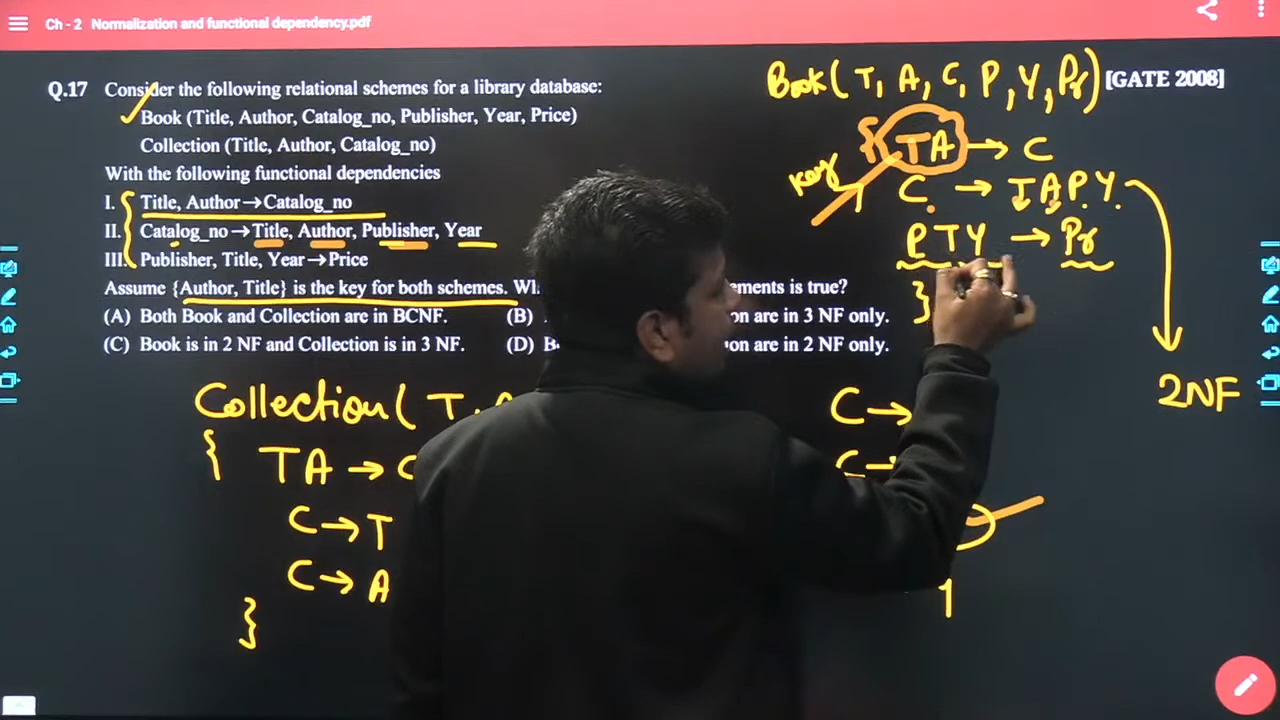 Ch - 2 Normalization and functional dependency.pdf
Q.17 Consider the following relational schemes for a library database: [GATE 2008]
Book (Title, Author, Catalog_no, Publisher, Year, Price)
Collection (Title, Author, Catalog_no)
With the following functional dependencies
I. Title, Author → Catalog_no
II. Catalog_no → Title, Author, Publisher, Year
III. Publisher, Title, Year → Price
Assume {Author, Title} is the key for both schemes. ements is true?
(A) Both Book and Collection are in BCNF. (B) on are in 3 NF only.
(C) Book is in 2 NF and Collection is in 3 NF. (D) on are in 2 NF only.
Book ( T, A, C, P, Y, Pr)
{ TA → C
key
C → T A P Y
P T Y → Pr
}
2NF
Collection ( T,
{ TA → C
C → T
C → A
}
C →
C →
1